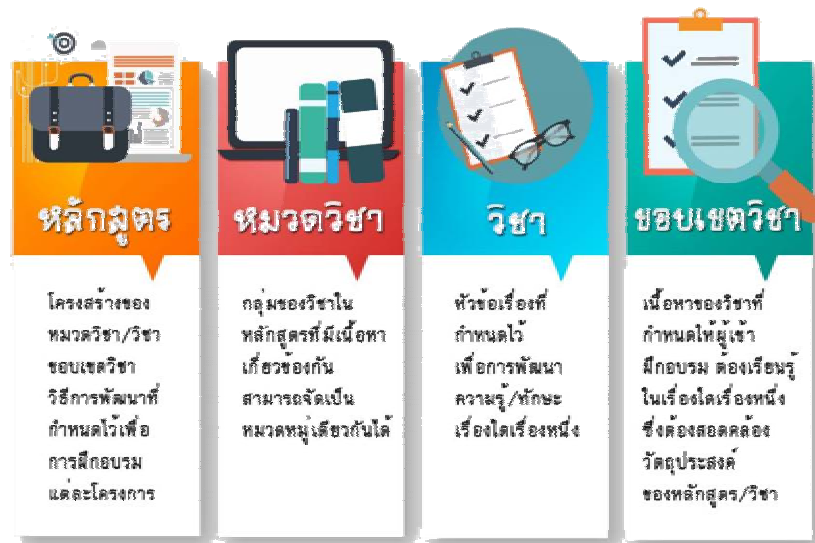 หลักสูตร
โครงสร้างของ
หมวดวิชา/วิชา
ขอบเขตวิชา
วิธีการพัฒนาที่
กำหนดไว้เพื่อ
การฝึกอบรม
แต่ละโครงการ
หมวดวิชา
กลุ่มของวิชาใน
หลักสูตรที่มีเนื้อหา
เกี่ยวข้องกัน
สามารถจัดเป็น
หมวดหมู่เดียวกันได้
วิชา
หัวข้อเรื่องที่
กำหนดไว้
เพื่อการพัฒนา
ความรู้/ทักษะ
เรื่องใดเรื่องหนึ่ง
ขอบเขตวิชา
เนื้อหาของวิชาที่
กำหนดให้ผู้เข้า
ฝึกอบรม ต้องเรียนรู้
ในเรื่องใดเรื่องหนึ่ง
ซึ่งต้องสอดคล้อง
วัตถุประสงค์
ของหลักสูตร/วิชา